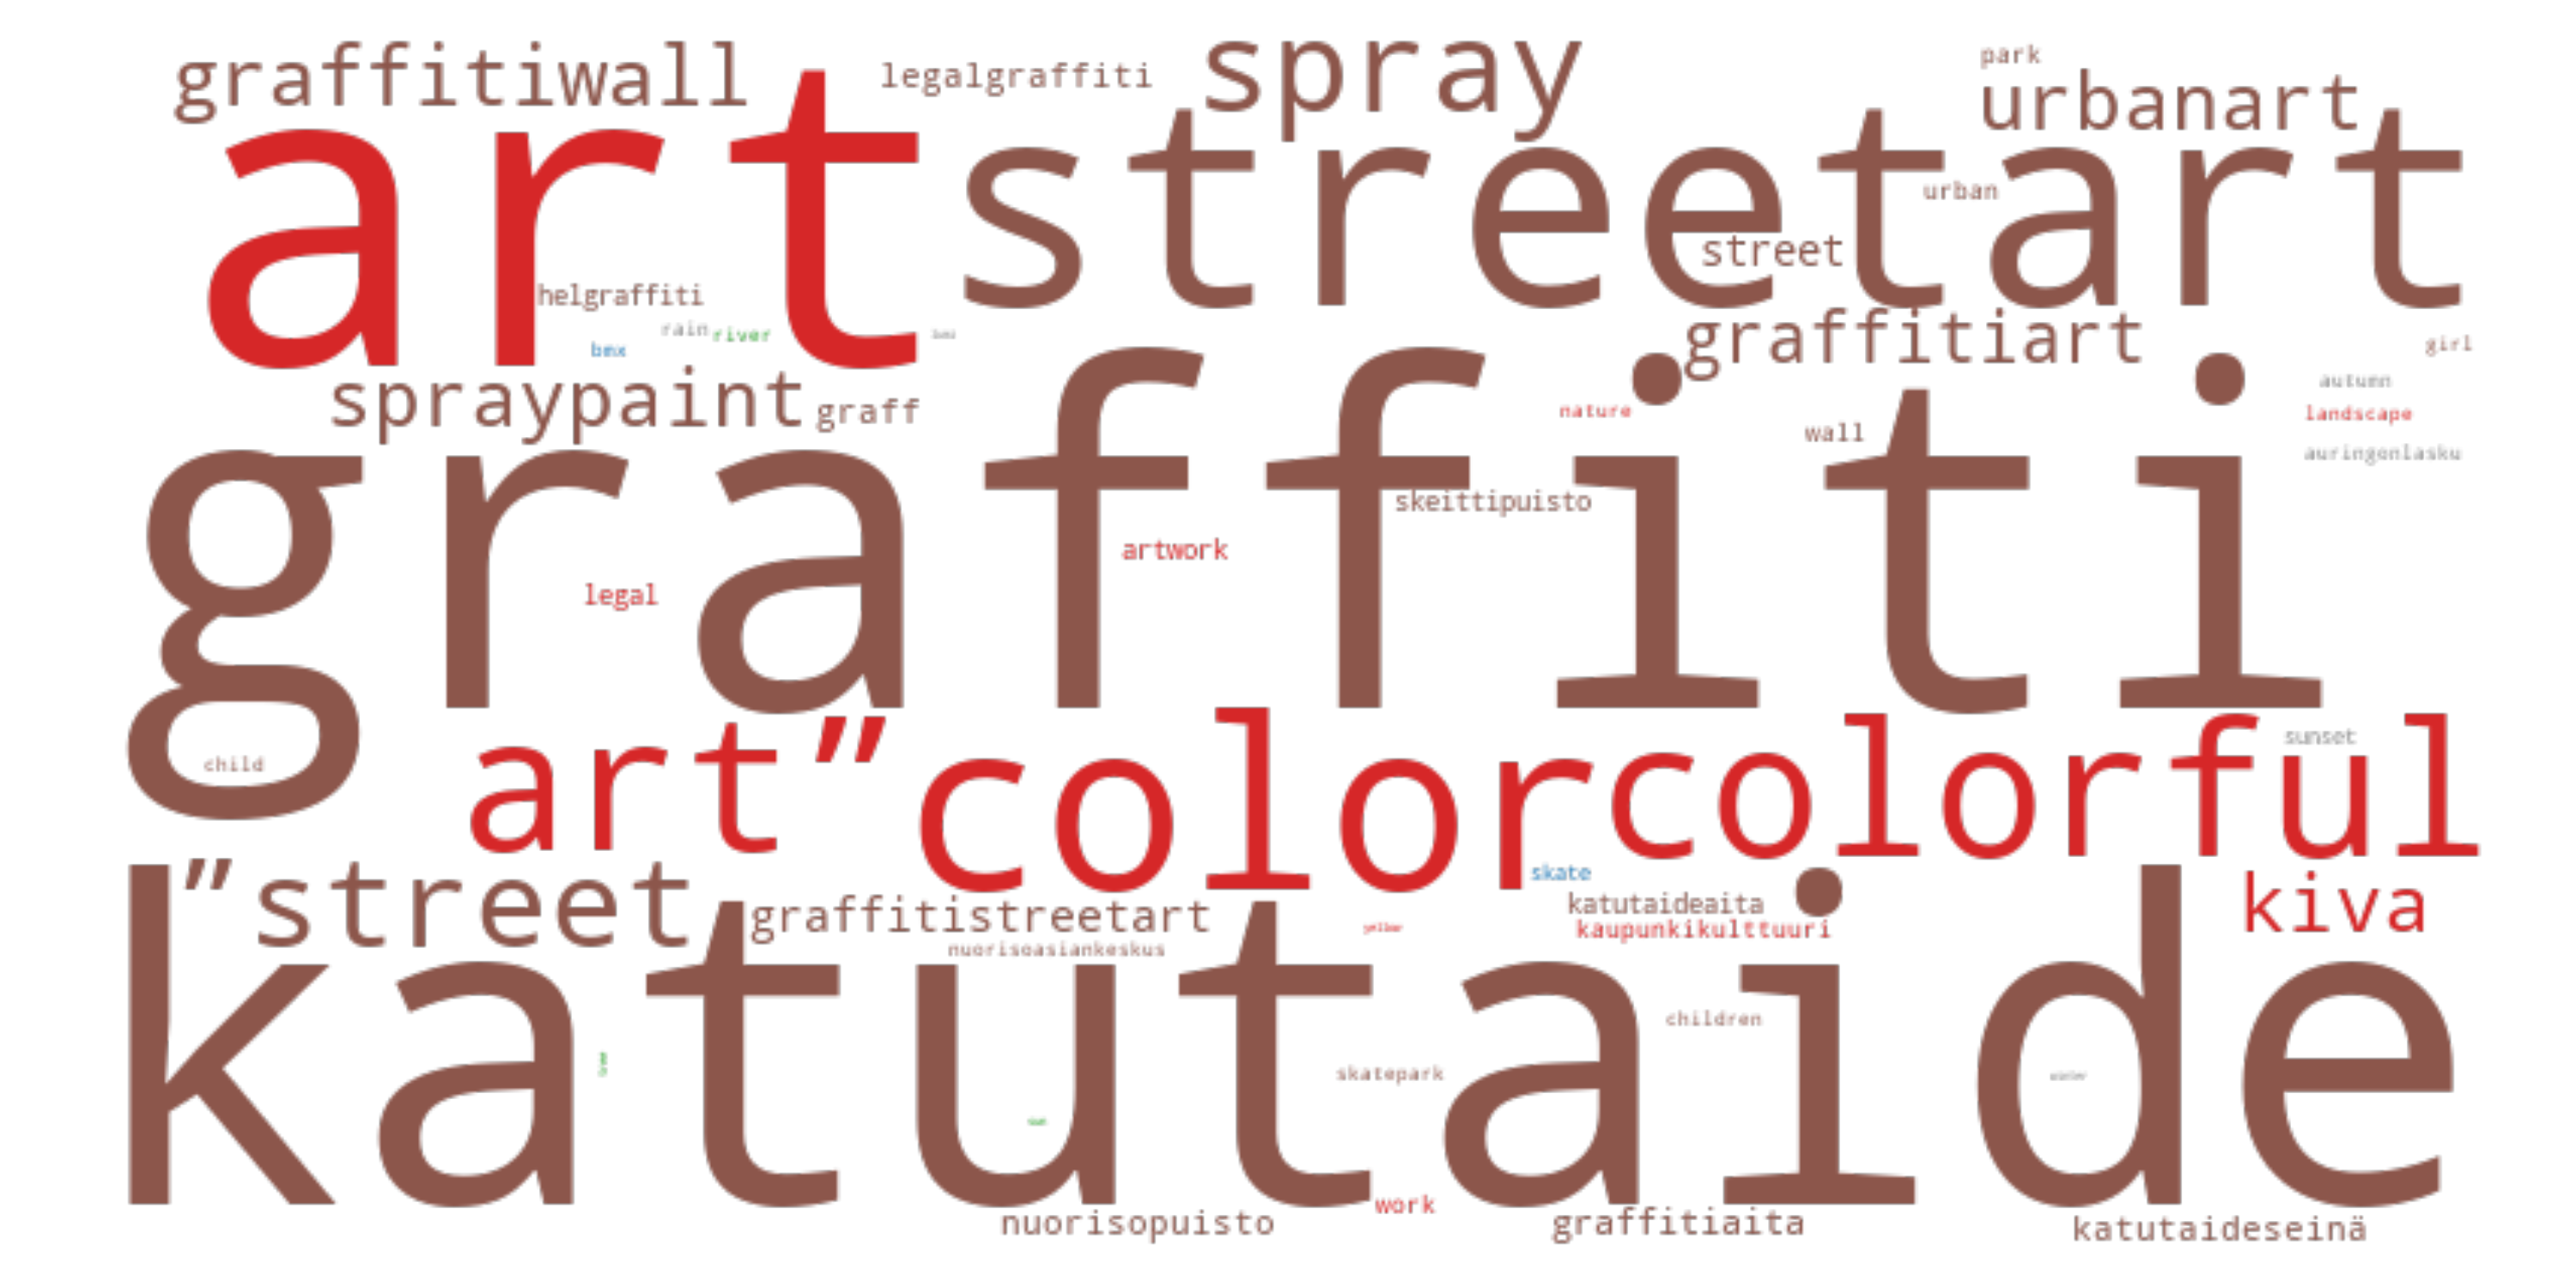 graffitiwall
legalgraffiti
spray
park
urbanart
art
streetart
urban
street
helgraffiti
rain
river
bmx
graffitiart
girl
spraypaint
graff
autumn
nature
landscape
wall
auringonlasku
graffiti
skeittipuisto
artwork
legal
art”
color
colorful
sunset
child
”street
skate
kiva
graffitistreetart
katutaideaita
yellow
kaupunkikulttuuri
nuorisoasiankeskus
katutaide
children
skatepark
winter
work
nuorisopuisto
graffitiaita
katutaideseinä